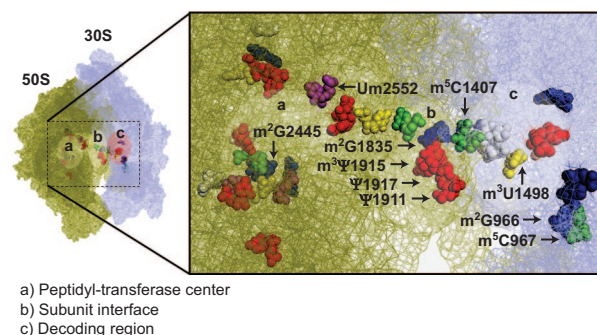 30S
50S
a
b
c
Um2552
m⁵C1407
a
b
c
m²G2445
m²G1835
m³Ψ1915
Ψ1917
Ψ1911
m³U1498
m²G966
m⁵C967
a) Peptidyl-transferase center
b) Subunit interface
c) Decoding region